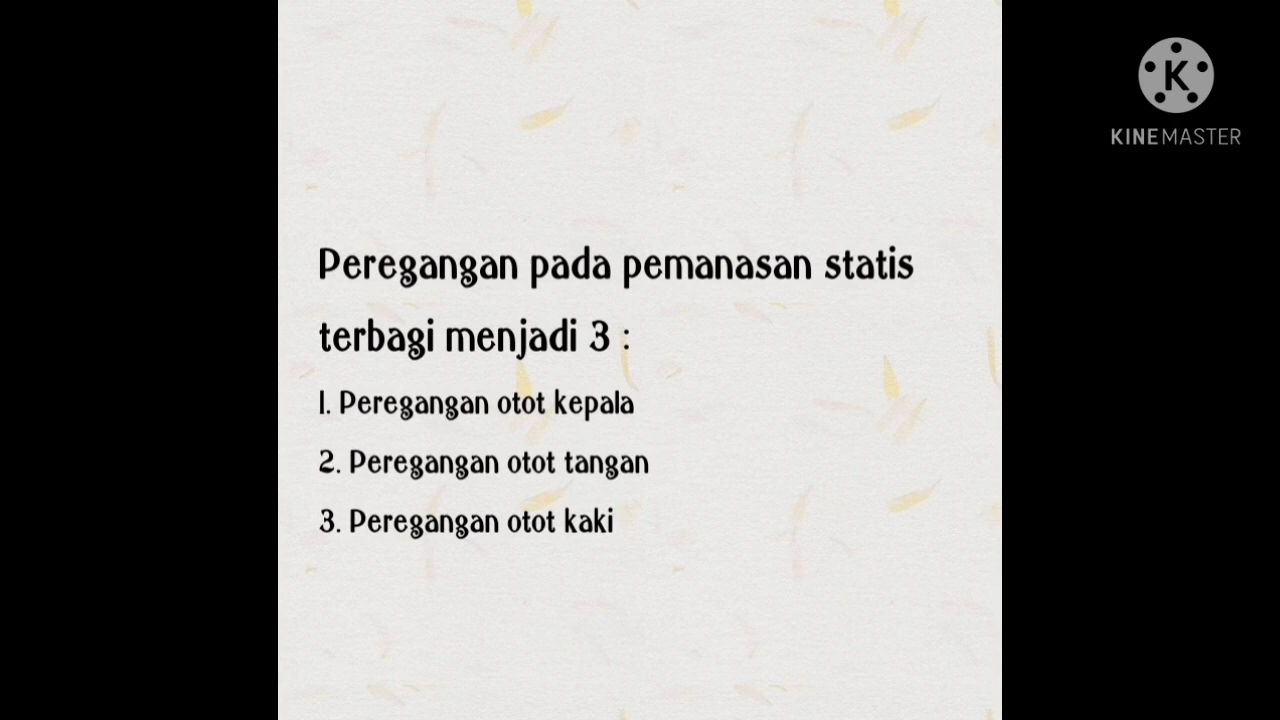 Peregangan pada pemanasan statis
terbagi menjadi 3 :
1. Peregangan otot kepala
2. Peregangan otot tangan
3. Peregangan otot kaki
K
KINEMASTER